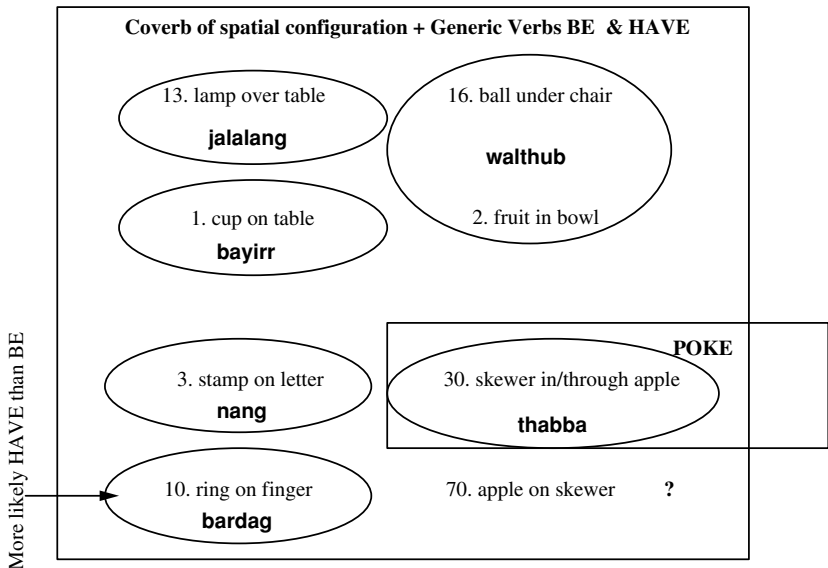 Coverb of spatial configuration + Generic Verbs BE & HAVE
13. lamp over table
jalalang
16. ball under chair
walthub
1. cup on table
bayirr
2. fruit in bowl
POKE
3. stamp on letter
nang
30. skewer in/through apple
thabba
10. ring on finger
bardag
70. apple on skewer ?
More likely HAVE than BE